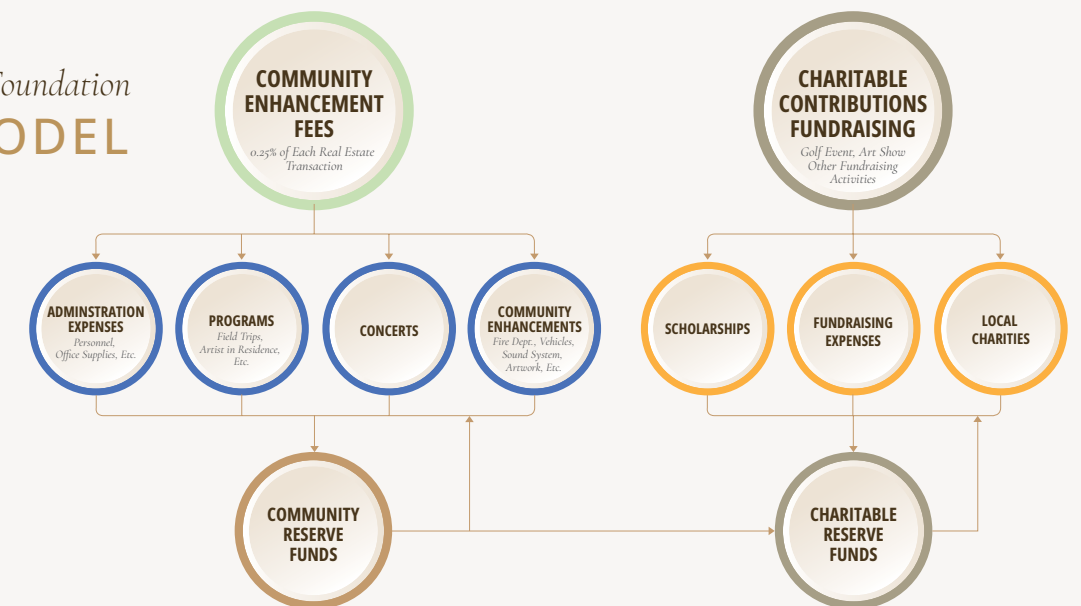 Foundation
ODEL
COMMUNITY
ENHANCEMENT
FEES
0.25% of Each Real Estate
Transaction
CHARITABLE
CONTRIBUTIONS
FUNDRAISING
Golf Event, Art Show
Other Fundraising
Activities
ADMINSTRATION
EXPENSES
Personnel,
Office Supplies, Etc.
PROGRAMS
Field Trips,
Artist in Residence,
Etc.
CONCERTS
COMMUNITY
ENHANCEMENTS
Fire Dept., Vehicles,
Sound System,
Artwork, Etc.
SCHOLARSHIPS
FUNDRAISING
EXPENSES
LOCAL
CHARITIES
COMMUNITY
RESERVE
FUNDS
CHARITABLE
RESERVE
FUNDS